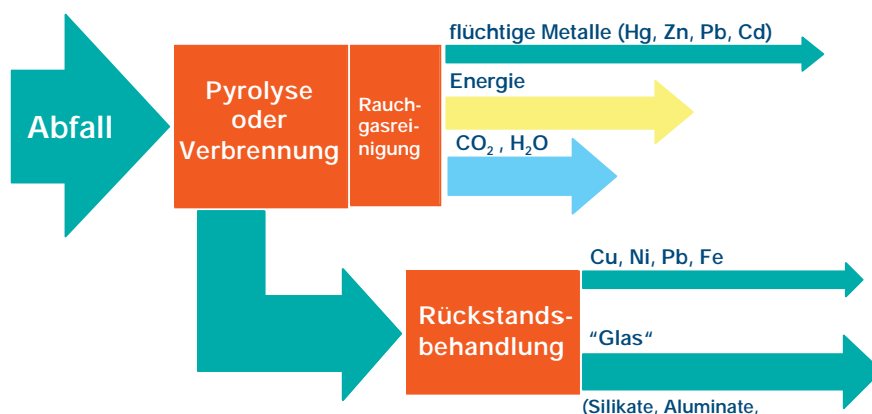 flüchtige Metalle (Hg, Zn, Pb, Cd)
Abfall
Pyrolyse
oder
Verbrennung
Rauch-
gasrei-
nigung
Energie
CO₂ , H₂O
Rückstands-
behandlung
Cu, Ni, Pb, Fe
"Glas“
(Silikate, Aluminate,